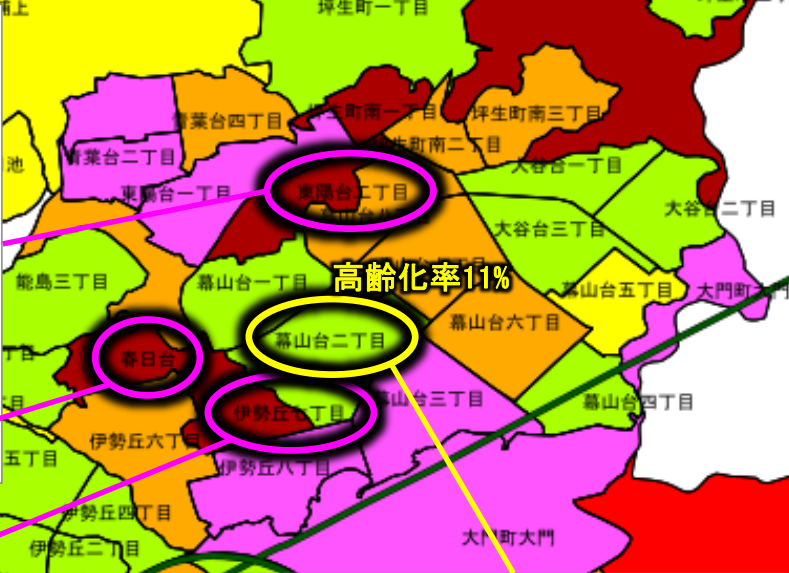 浦上
坪生町一丁目
青葉台四丁目
坪生町南一丁目
坪生町南三丁目
坪生町南二丁目
池
青葉台二丁目
大谷台一丁目
東陽台一丁目
東陽台二丁目
大谷台二丁目
大谷台三丁目
能島三丁目
幕山台一丁目
高齢化率11%
幕山台五丁目
大門町大門
幕山台六丁目
幕山台二丁目
丁目
春日台
幕山台三丁目
幕山台四丁目
伊勢丘七丁目
伊勢丘六丁目
五丁目
伊勢丘八丁目
伊勢丘四丁目
大門町大門
伊勢丘二丁目